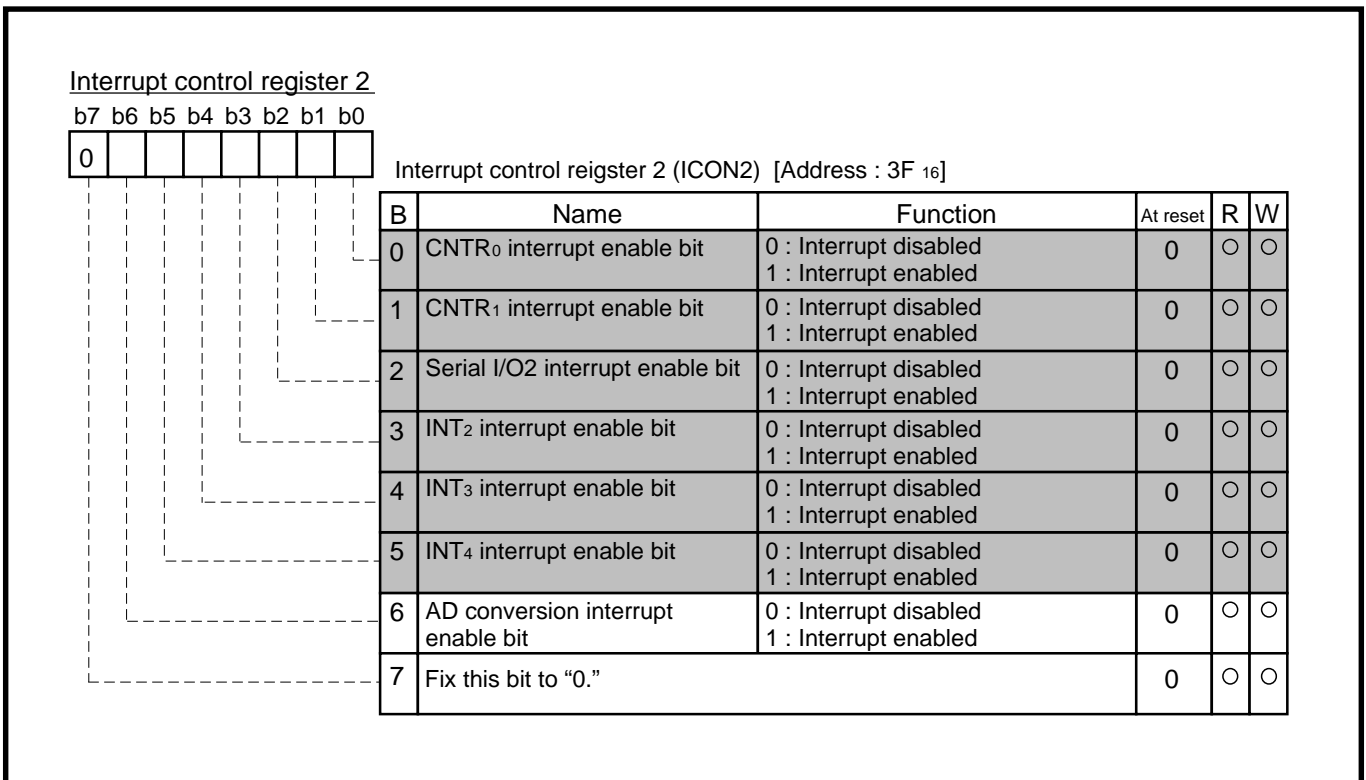 Interrupt control register 2
b7 b6 b5 b4 b3 b2 b1 b0
0
Interrupt control reigster 2 (ICON2) [Address : 3F 16]
B Name Function At reset R W
0 CNTR0 interrupt enable bit 0 : Interrupt disabled 0 ○ ○
1 : Interrupt enabled
1 CNTR1 interrupt enable bit 0 : Interrupt disabled 0 ○ ○
1 : Interrupt enabled
2 Serial I/O2 interrupt enable bit 0 : Interrupt disabled 0 ○ ○
1 : Interrupt enabled
3 INT2 interrupt enable bit 0 : Interrupt disabled 0 ○ ○
1 : Interrupt enabled
4 INT3 interrupt enable bit 0 : Interrupt disabled 0 ○ ○
1 : Interrupt enabled
5 INT4 interrupt enable bit 0 : Interrupt disabled 0 ○ ○
1 : Interrupt enabled
6 AD conversion interrupt 0 : Interrupt disabled 0 ○ ○
enable bit 1 : Interrupt enabled
7 Fix this bit to “0.” 0 ○ ○